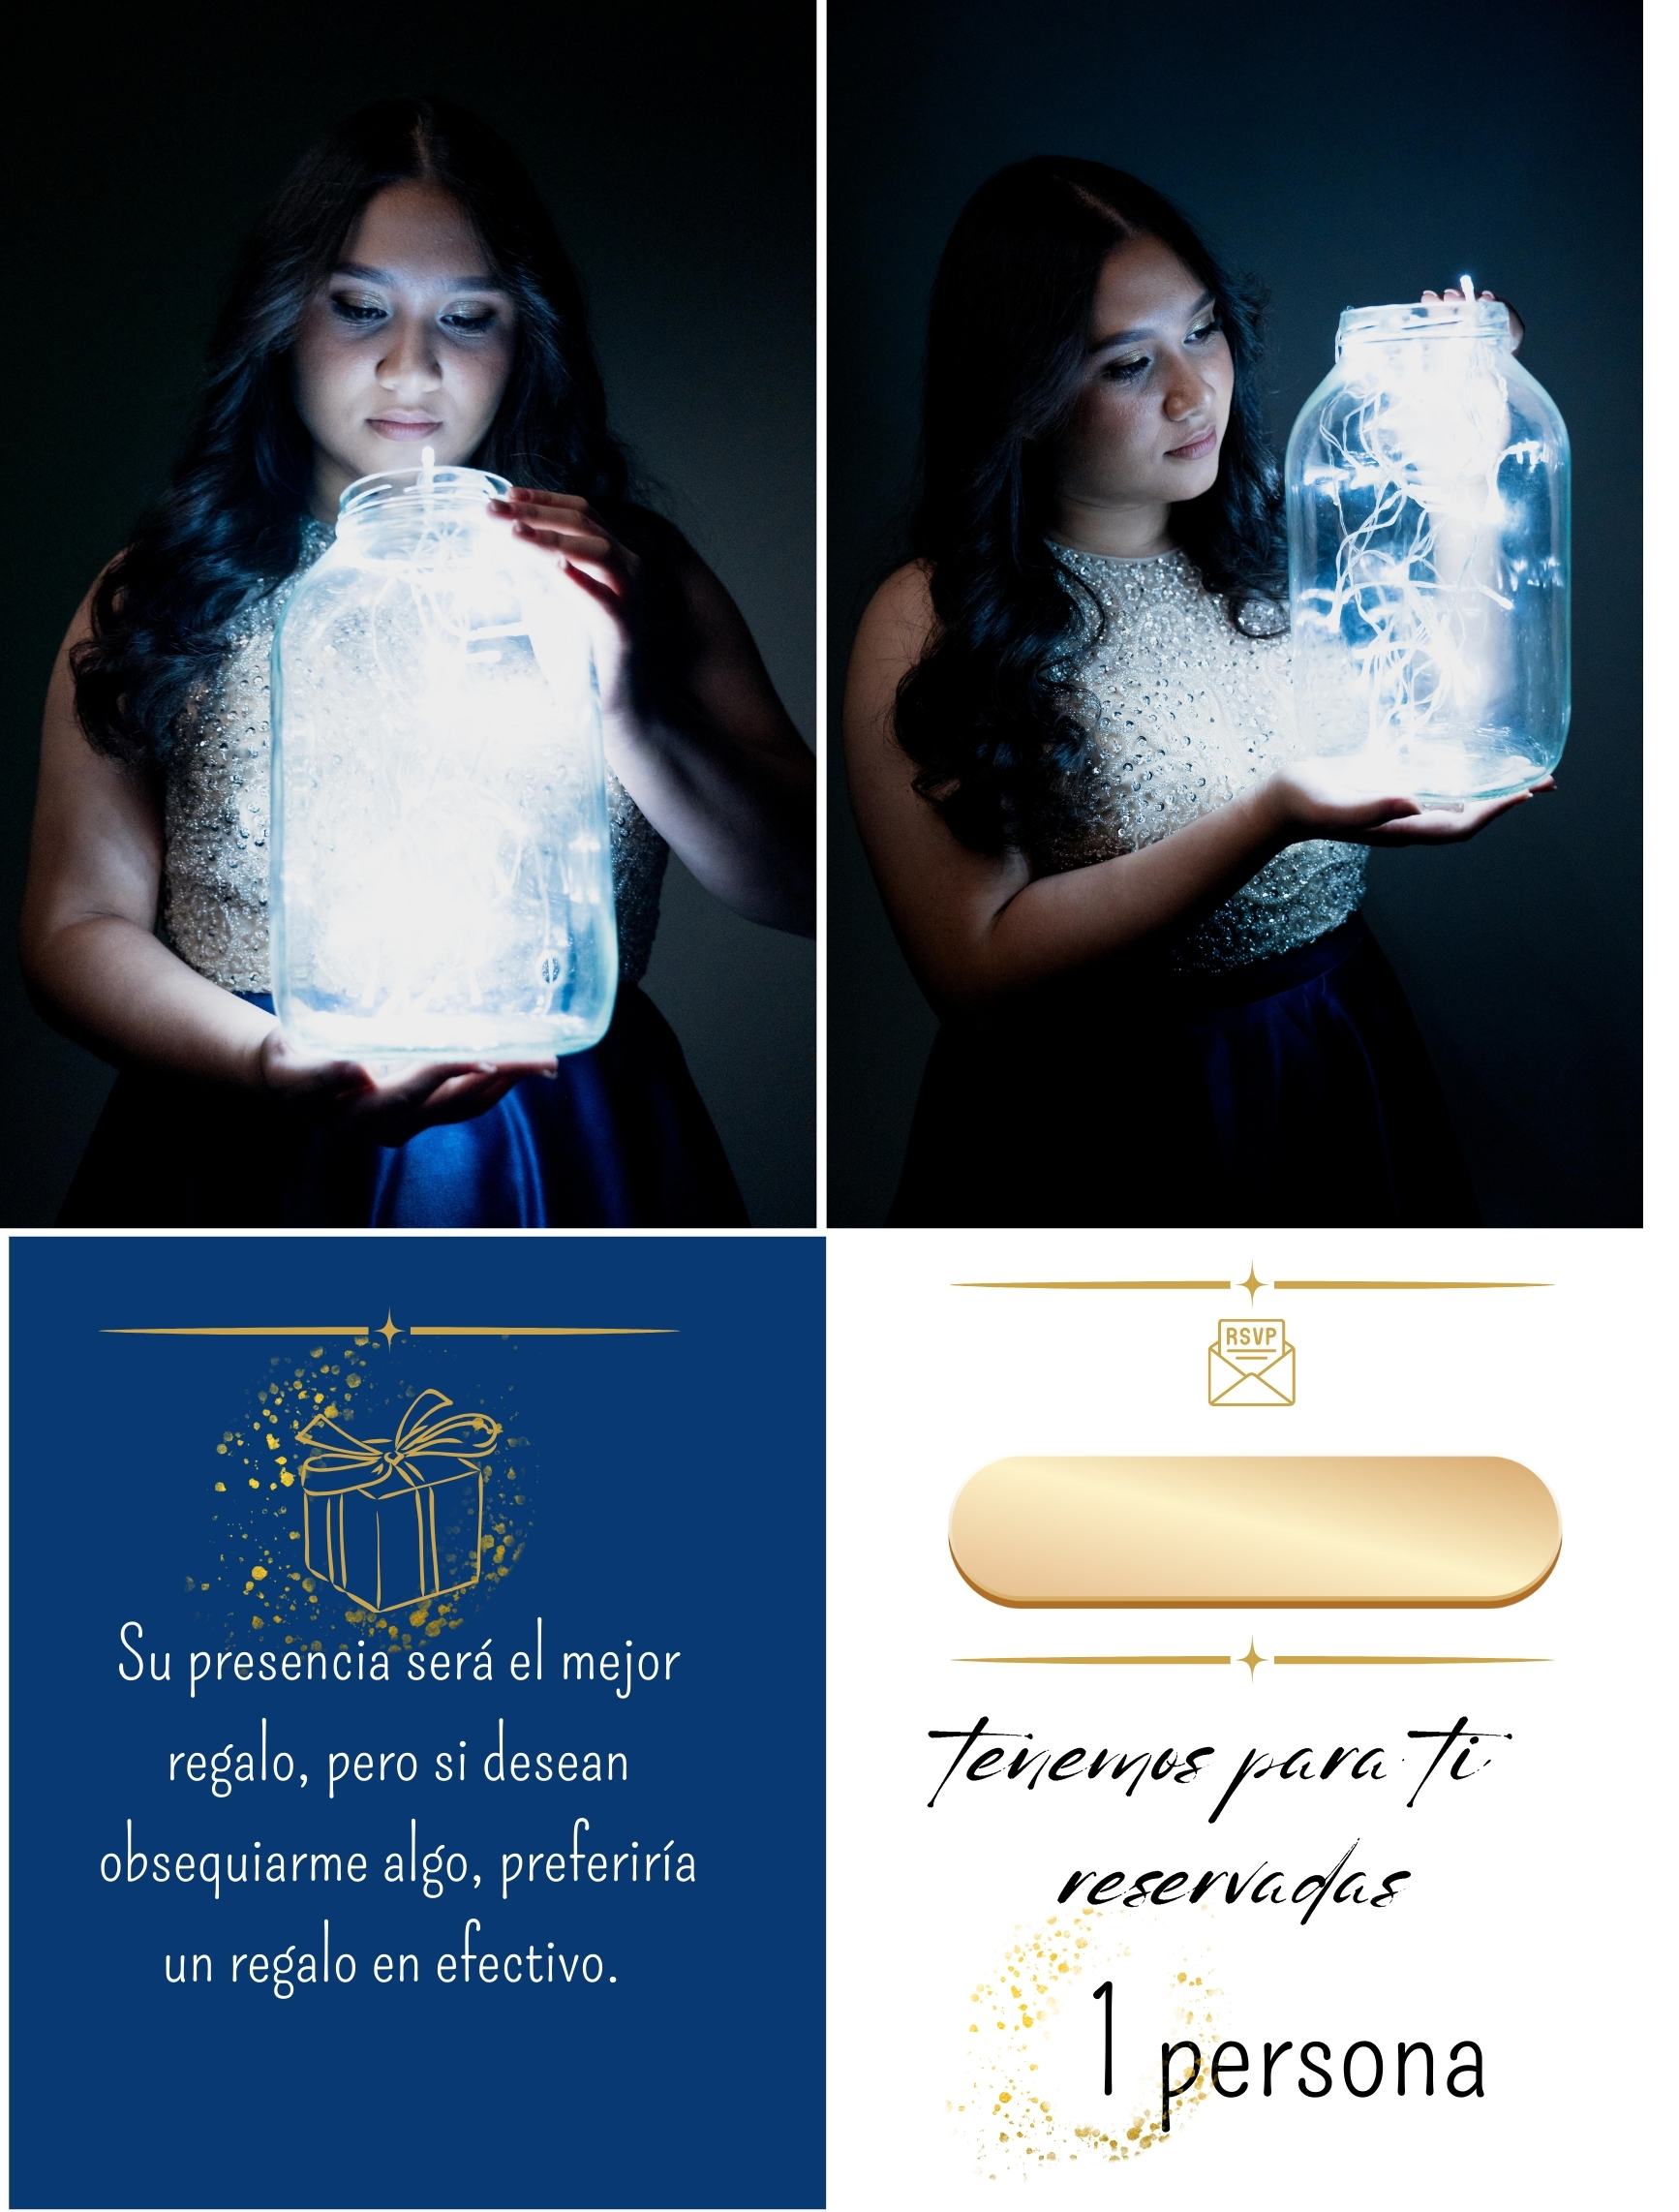 Su presencia será el mejor
regalo, pero si desean
obsequiarme algo, preferiría
un regalo en efectivo.
RSVP
tenemos para ti
reservadas
1 persona